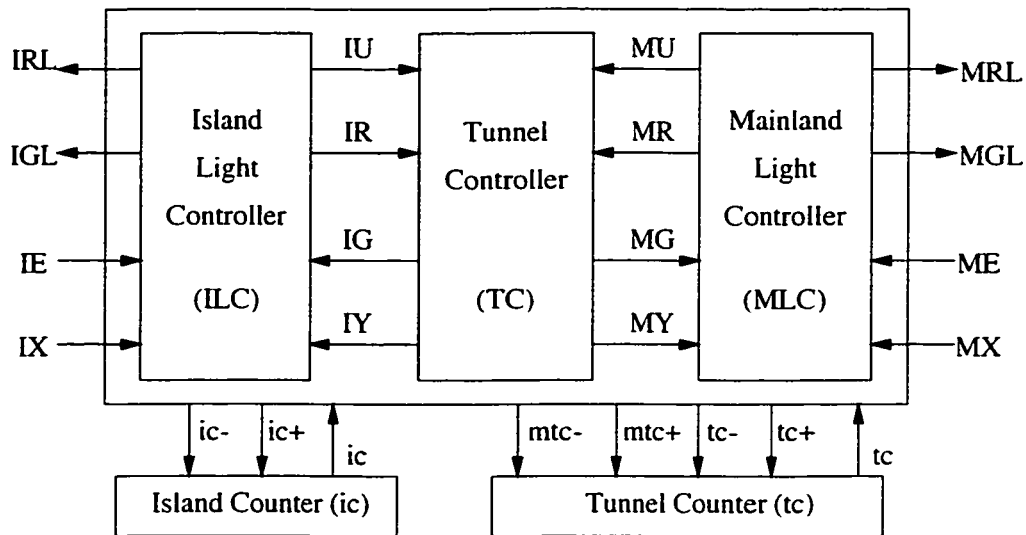 IRL
IGL
IE
IX
Island
Light
Controller
(ILC)
IU
IR
IG
IY
Tunnel
Controller
(TC)
MU
MR
MG
MY
Mainland
Light
Controller
(MLC)
MRL
MGL
ME
MX
ic-
ic+
ic
mtc-
mtc+
tc-
tc+
tc
Island Counter (ic)
Tunnel Counter (tc)